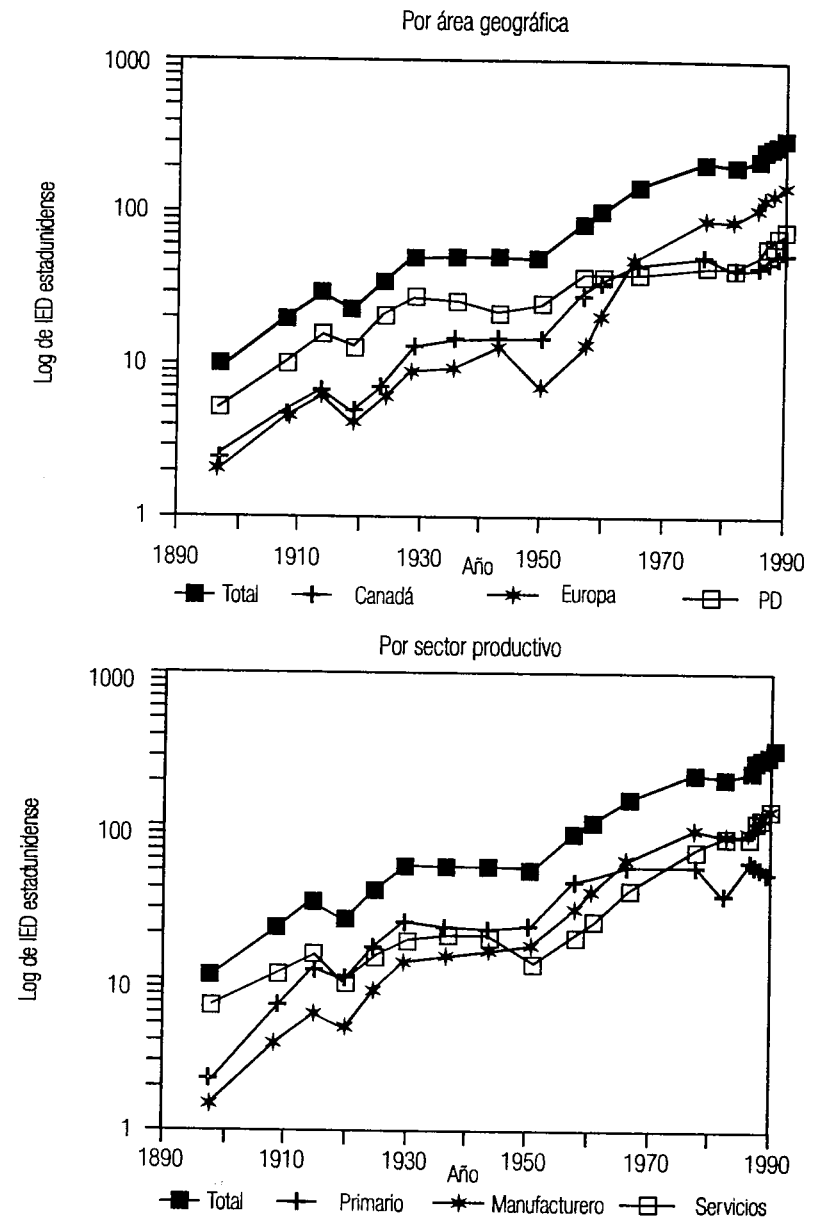 Por área geográfica
1000
100
10
1
Log de IED estadunidense
1890 1910 1930 1950 1970 1990
Año
Total Canadá Europa PD
Por sector productivo
1000
100
10
1
Log de IED estadunidense
1890 1910 1930 1950 1970 1990
Año
Total Primario Manufacturero Servicios